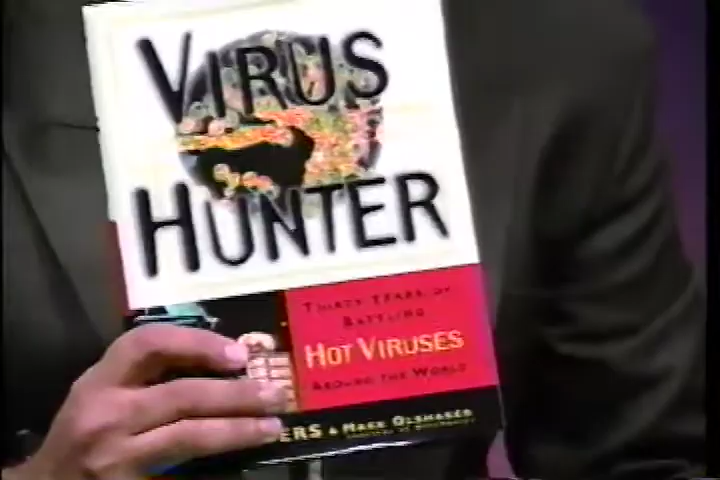 VIRUS
HUNTER
THIRTY YEARS OF
BATTLING
HOT VIRUSES
AROUND THE WORLD
ERS & MARK OLSHAKER